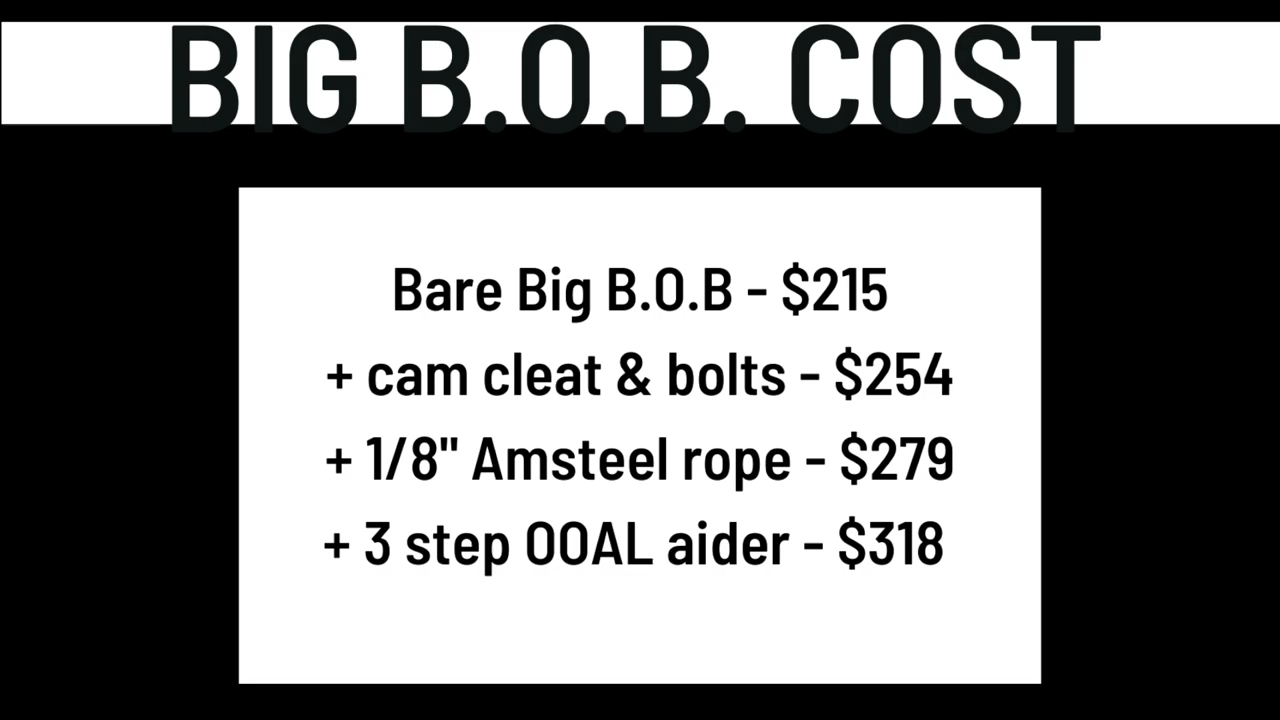 BIG B.O.B. COST
Bare Big B.O.B - $215
+ cam cleat & bolts - $254
+ 1/8" Amsteel rope - $279
+ 3 step OOAL aider - $318